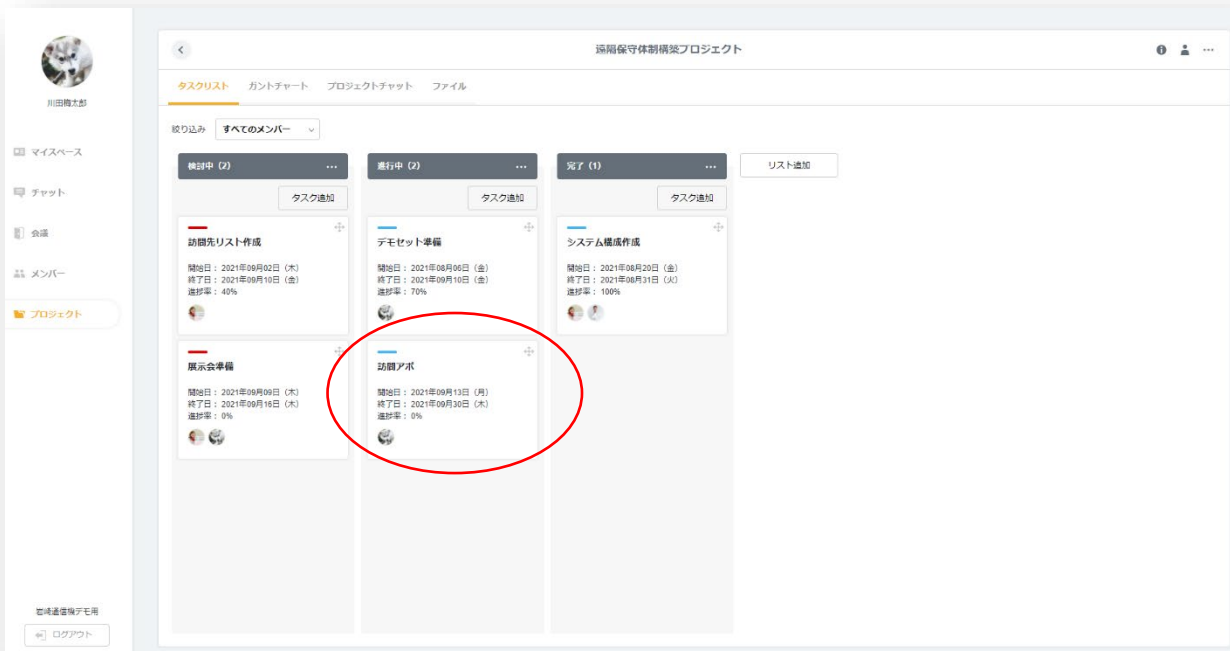 遠隔保守体制構築プロジェクト
川田楠太郎
マイスペース
チャット
会議
メンバー
プロジェクト
岩崎通信機デモ用
ログアウト
タスクリスト ガントチャート プロジェクトチャット ファイル
絞り込み すべてのメンバー
検討中 (2)
タスク追加
訪問先リスト作成
開始日： 2021年09月02日（木）
終了日： 2021年09月10日（金）
進捗率： 40%
展示会準備
開始日： 2021年09月09日（木）
終了日： 2021年09月16日（木）
進捗率： 0%
進行中 (2)
タスク追加
デモセット準備
開始日： 2021年08月06日（金）
終了日： 2021年09月10日（金）
進捗率： 70%
訪問アポ
開始日： 2021年09月13日（月）
終了日： 2021年09月30日（木）
進捗率： 0%
完了 (1)
タスク追加
システム構成作成
開始日： 2021年08月20日（金）
終了日： 2021年08月31日（火）
進捗率： 100%
リスト追加